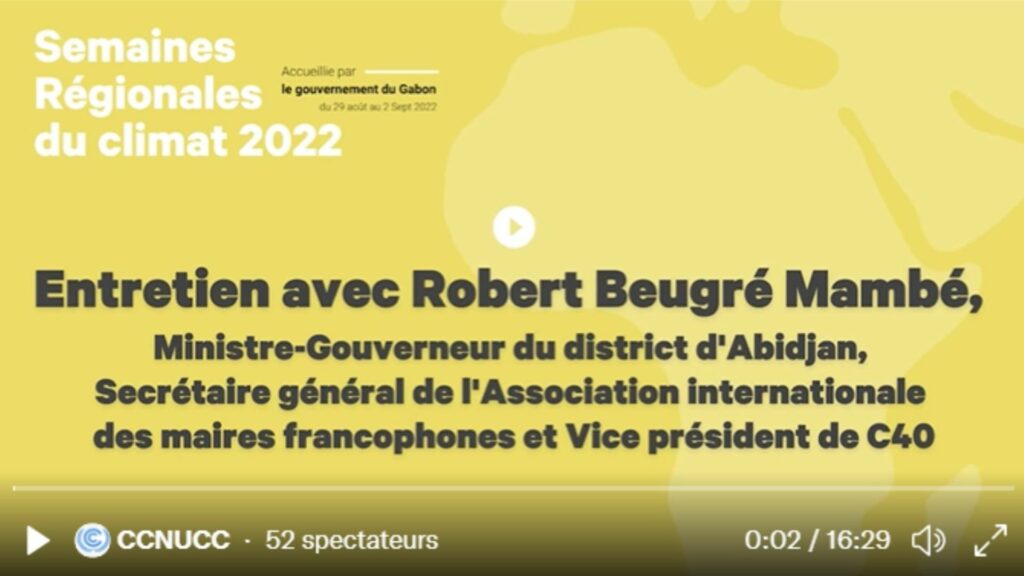 Semaines
Régionales
du climat 2022
Accueillie par
le gouvernement du Gabon
du 29 août au 2 Sept 2022
Entretien avec Robert Beugré Mambé,
Ministre-Gouverneur du district d'Abidjan,
Secrétaire général de l'Association internationale
des maires francophones et Vice président de C40
CCNUCC · 52 spectateurs
0:02 / 16:29